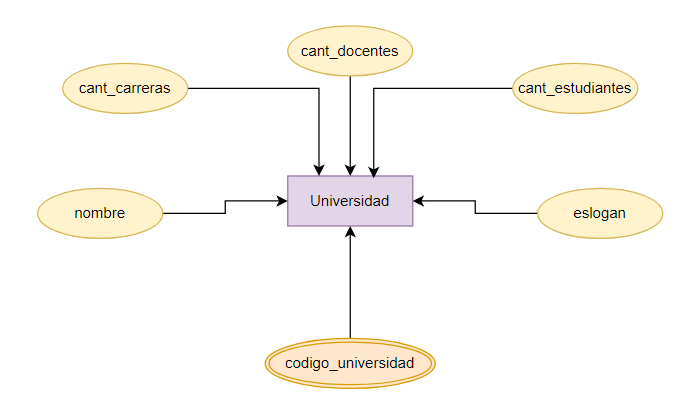 cant_docentes
cant_carreras
cant_estudiantes
nombre
Universidad
eslogan
codigo_universidad